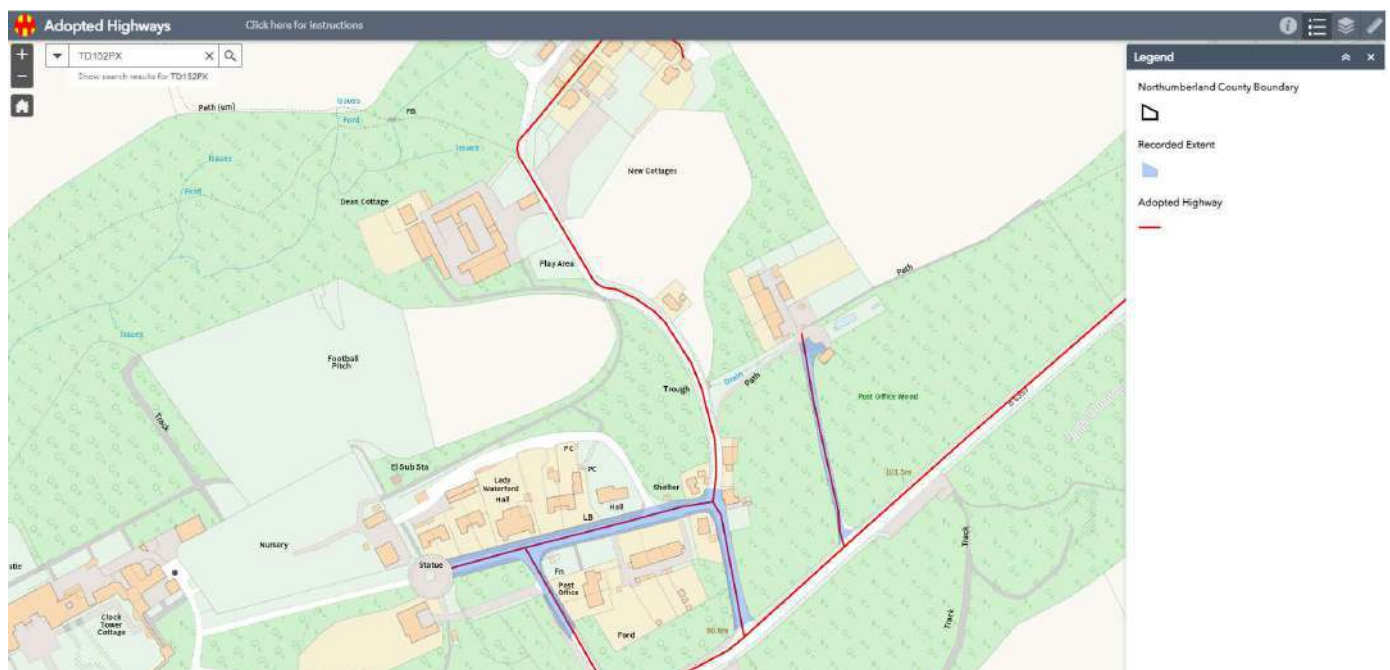 Adopted Highways
Click here for instructions
TD152PX
Show search results for TD152PX
Legend
Northumberland County Boundary
Recorded Extent
Adopted Highway
Path (um)
Issues
Ford
FB
Issues
Issues
Ford
Dean Cottage
New Cottages
Play Area
Path
Issues
Football
Pitch
Trough
Drain
Path
Post Office Wood
Track
El Sub Sta
PC
PC
Lady
Waterford
Hall
Shelter
Hall
LB
Nursery
Statue
Fn
Post
Office
Ford
Track
Track
Clock
Tower
Cottage